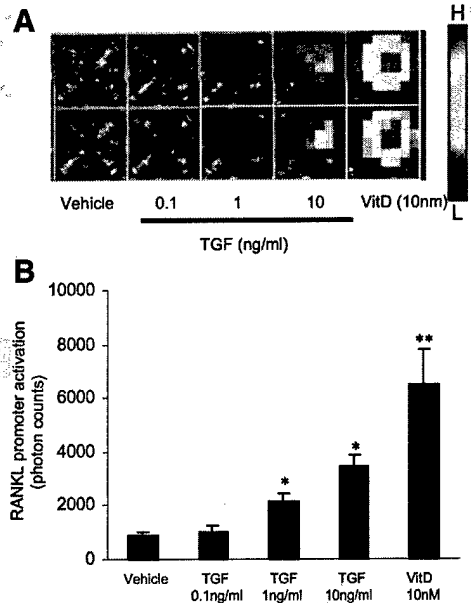 A
H
Vehicle 0.1 1 10 VitD (10nm)
L
TGF (ng/ml)
B
RANKL promoter activation
(photon counts)
10000
8000
6000
4000
2000
0
*
*
**
Vehicle TGF TGF TGF VitD
0.1ng/ml 1ng/ml 10ng/ml 10nM